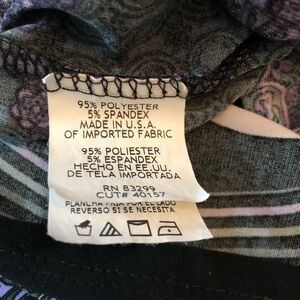 95% POLYESTER
5% SPANDEX
MADE IN U.S.A.
OF IMPORTED FABRIC
95% POLIESTER
5% ESPANDEX
HECHO EN EE.UU.
DE TELA IMPORTADA
RN 83299
CUT# 40157
PLANCHA FRIA POR EL LADO
REVERSO SI SE NECESITA